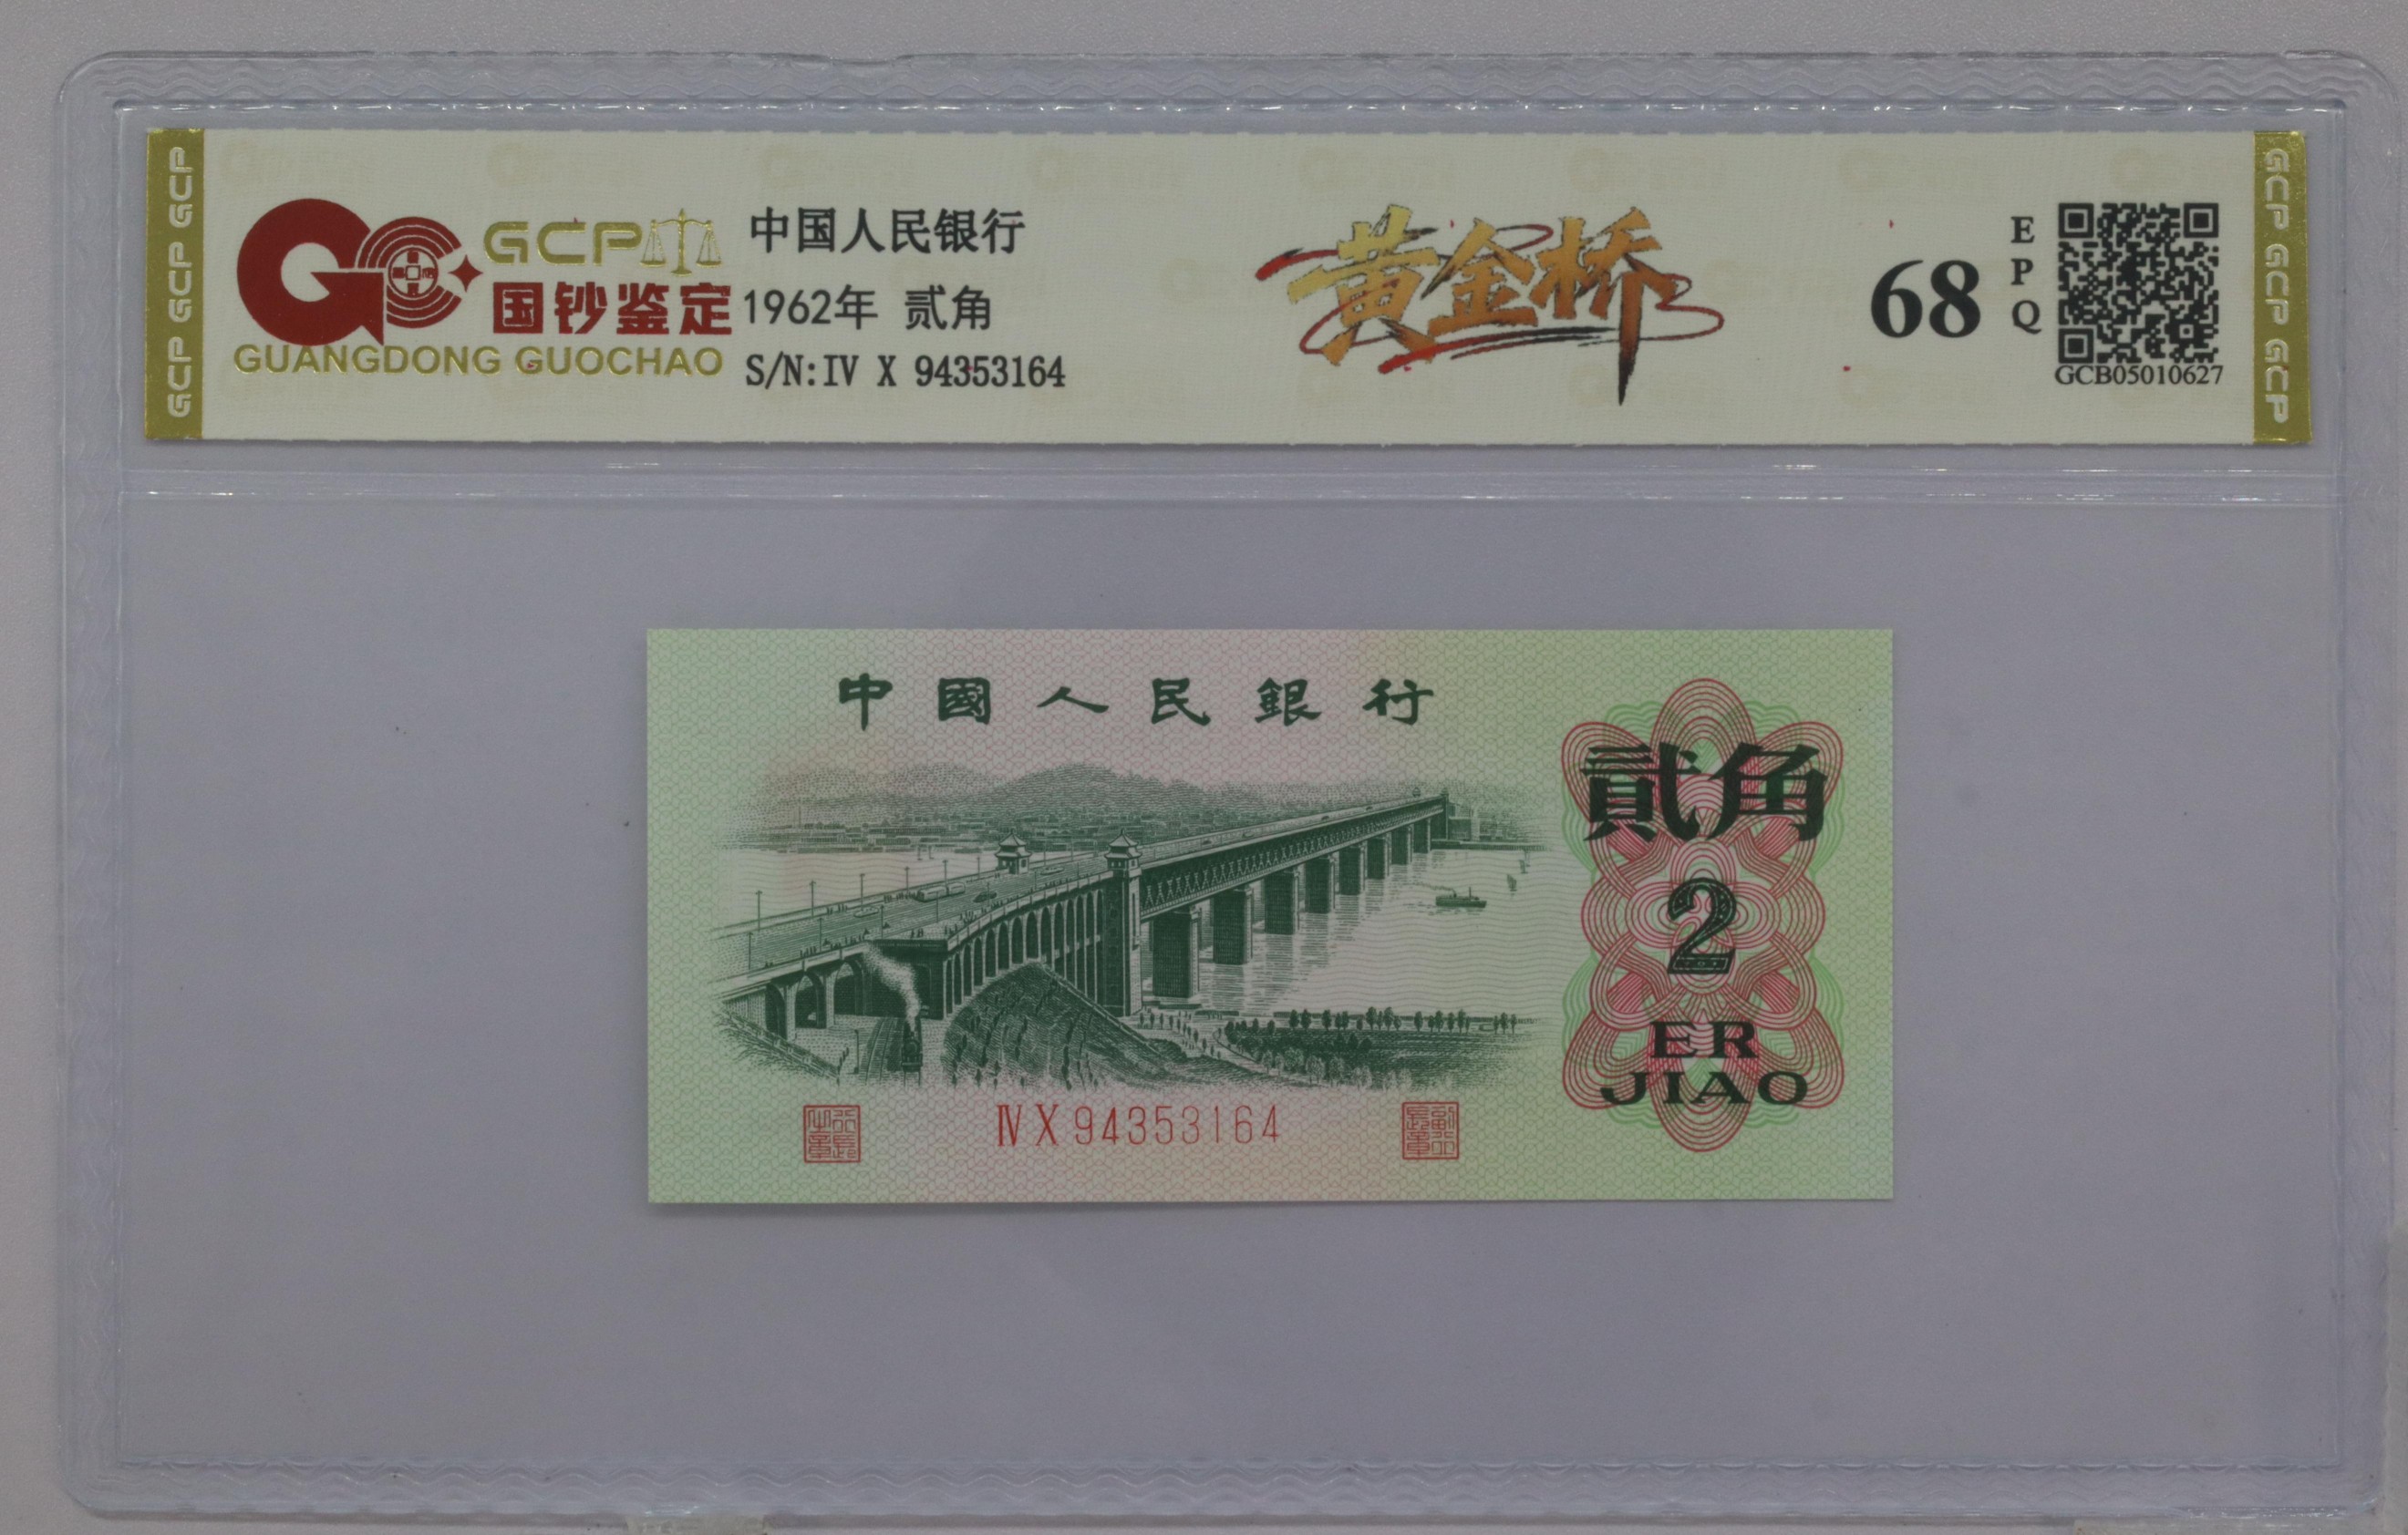 GCP GCP GCP
GCP
国钞鉴定
GUANGDONG GUOCHAO
中国人民银行
1962年 贰角
S/N:IV X 94353164
黄金桥
68
EPQ
GCB05010627
GCP GCP GCP
中國人民銀行
貳角
2
ER
JIAO
IV X 94353164